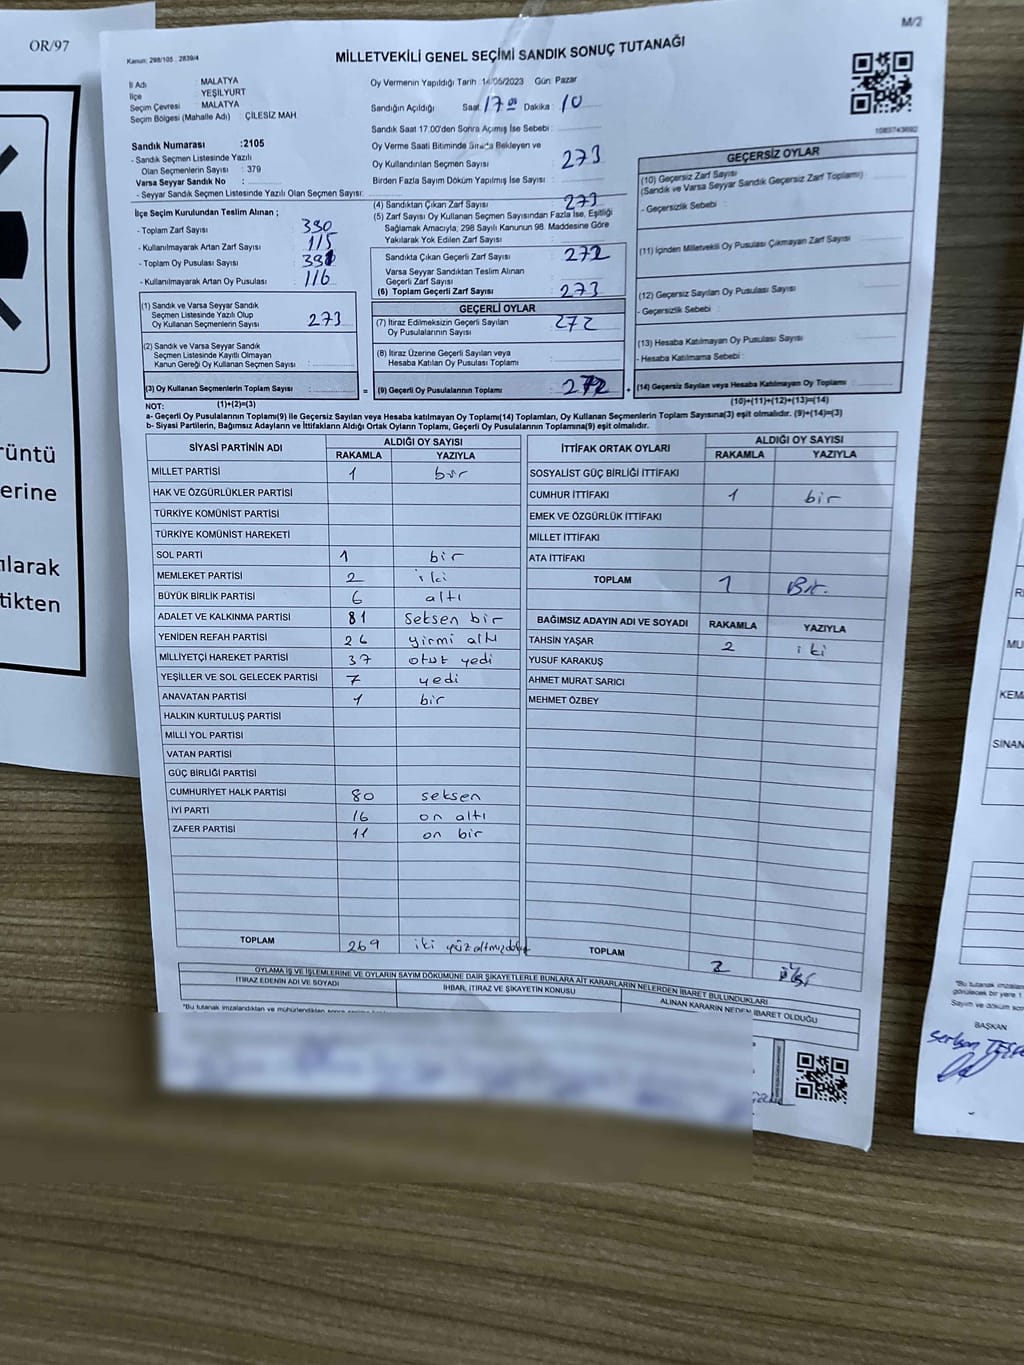 OR/97
M/2
Kanun: 298/105 : 2839/4
MİLLETVEKİLİ GENEL SEÇİMİ SANDIK SONUÇ TUTANAĞI
İl Adı MALATYA
İlçe YEŞİLYURT
Seçim Çevresi MALATYA
Seçim Bölgesi (Mahalle Adı) : ÇİLESİZ MAH
Oy Vermenin Yapıldığı Tarih : 14/05/2023 Gün: Pazar
Sandığın Açıldığı Saat 17:00 Dakika : 10
Sandık Saat 17.00'den Sonra Açılmış İse Sebebi :
Oy Verme Saati Bitiminde Sırada Bekleyen ve
Oy Kullandırılan Seçmen Sayısı 273
Birden Fazla Sayım Döküm Yapılmış İse Sayısı :
Sandık Numarası :2105
- Sandık Seçmen Listesinde Yazılı
Olan Seçmenlerin Sayısı : 379
Varsa Seyyar Sandık No :
- Seyyar Sandık Seçmen Listesinde Yazılı Olan Seçmen Sayısı:
İlçe Seçim Kurulundan Teslim Alınan ;
- Toplam Zarf Sayısı : 330
- Kullanılmayarak Artan Zarf Sayısı : 115
- Toplam Oy Pusulası Sayısı :
- Kullanılmayarak Artan Oy Pusulası : 116
(1) Sandık ve Varsa Seyyar Sandık
Seçmen Listesinde Yazılı Olup
Oy Kullanan Seçmenlerin Sayısı : 273
(2) Sandık ve Varsa Seyyar Sandık
Seçmen Listesinde Kayıtlı Olmayan
Kanun Gereği Oy Kullanan Seçmen Sayısı :
(3) Oy Kullanan Seçmenlerin Toplam Sayısı
(1)+(2)=(3)
(4) Sandıktan Çıkan Zarf Sayısı : 273
(5) Zarf Sayısı Oy Kullanan Seçmen Sayısından Fazla İse, Eşitliği
Sağlamak Amacıyla; 298 Sayılı Kanunun 98. Maddesine Göre
Yakılarak Yok Edilen Zarf Sayısı :
Sandıkta Çıkan Geçerli Zarf Sayısı : 272
Varsa Seyyar Sandıktan Teslim Alınan
Geçerli Zarf Sayısı :
(6) Toplam Geçerli Zarf Sayısı : 273
GEÇERLİ OYLAR
(7) İtiraz Edilmeksizin Geçerli Sayılan
Oy Pusulalarının Sayısı : 272
(8) İtiraz Üzerine Geçerli Sayılan veya
Hesaba Katılan Oy Pusulası Toplamı :
= (9) Geçerli Oy Pusulalarının Toplamı : 272 +
GEÇERSİZ OYLAR
(10) Geçersiz Zarf Sayısı
(Sandık ve Varsa Seyyar Sandık Geçersiz Zarf Toplamı) :
- Geçersizlik Sebebi :
(11) İçinden Milletvekili Oy Pusulası Çıkmayan Zarf Sayısı :
(12) Geçersiz Sayılan Oy Pusulası Sayısı
- Geçersizlik Sebebi :
(13) Hesaba Katılmayan Oy Pusulası Sayısı :
- Hesaba Katılmama Sebebi :
(14) Geçersiz Sayılan veya Hesaba Katılmayan Oy Toplamı
(10)+(11)+(12)+(13)=(14)
NOT:
a- Geçerli Oy Pusulalarının Toplamı(9) ile Geçersiz Sayılan veya Hesaba katılmayan Oy Toplamı(14) Toplamları, Oy Kullanan Seçmenlerin Toplam Sayısına(3) eşit olmalıdır. (9)+(14)=(3)
b- Siyasi Partilerin, Bağımsız Adayların ve İttifakların Aldığı Ortak Oyların Toplamı, Geçerli Oy Pusulalarının Toplamına(9) eşit olmalıdır.
SİYASİ PARTİNİN ADI ALDIĞI OY SAYISI
RAKAMLA YAZIYLA
MİLLET PARTİSİ 1 bir
HAK VE ÖZGÜRLÜKLER PARTİSİ
TÜRKİYE KOMÜNİST PARTİSİ
TÜRKİYE KOMÜNİST HAREKETİ
SOL PARTİ 1 bir
MEMLEKET PARTİSİ 2 iki
BÜYÜK BİRLİK PARTİSİ 6 altı
ADALET VE KALKINMA PARTİSİ 81 seksen bir
YENİDEN REFAH PARTİSİ 26 yirmi altı
MİLLİYETÇİ HAREKET PARTİSİ 37 otuz yedi
YEŞİLLER VE SOL GELECEK PARTİSİ 7 yedi
ANAVATAN PARTİSİ 1 bir
HALKIN KURTULUŞ PARTİSİ
MİLLİ YOL PARTİSİ
VATAN PARTİSİ
GÜÇ BİRLİĞİ PARTİSİ
CUMHURİYET HALK PARTİSİ 80 seksen
İYİ PARTİ 16 on altı
ZAFER PARTİSİ 11 on bir
TOPLAM 269 iki yüz altmış dokuz
İTTİFAK ORTAK OYLARI ALDIĞI OY SAYISI
RAKAMLA YAZIYLA
SOSYALİST GÜÇ BİRLİĞİ İTTİFAKI
CUMHUR İTTİFAKI 1 bir
EMEK VE ÖZGÜRLÜK İTTİFAKI
MİLLET İTTİFAKI
ATA İTTİFAKI
TOPLAM 1 Bir.
BAĞIMSIZ ADAYIN ADI VE SOYADI RAKAMLA YAZIYLA
TAHSİN YAŞAR 2 iki
YUSUF KARAKUŞ
AHMET MURAT SARICI
MEHMET ÖZBEY
TOPLAM 2 iki
OYLAMA İŞ VE İŞLEMLERİNE VE OYLARIN SAYIM DÖKÜMÜNE DAİR ŞİKAYETLERLE BUNLARA AİT KARARLARIN NELERDEN İBARET BULUNDUKLARI
İTİRAZ EDENİN ADI VE SOYADI İHBAR, İTİRAZ VE ŞİKAYETİN KONUSU ALINAN KARARIN NEDEN İBARET OLDUĞU
*Bu tutanak imzalandıktan ve mühürlendikten
rüntü
erine
ılarak
tikten
MU
KEM
SİNAN
*Bu tutanak imzalan
görülecek bir yere 1
Sayım ve döküm
BAŞKAN